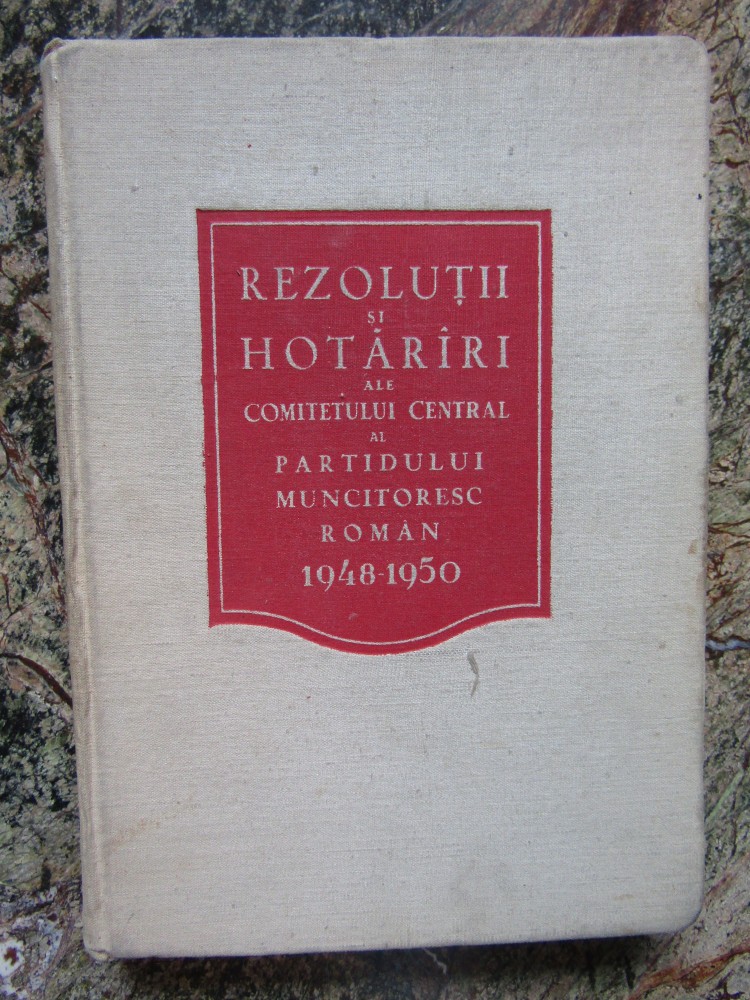 REZOLUȚII
ȘI
HOTĂRÎRI
ALE
COMITETULUI CENTRAL
AL
PARTIDULUI
MUNCITORESC
ROMÂN
1948-1950